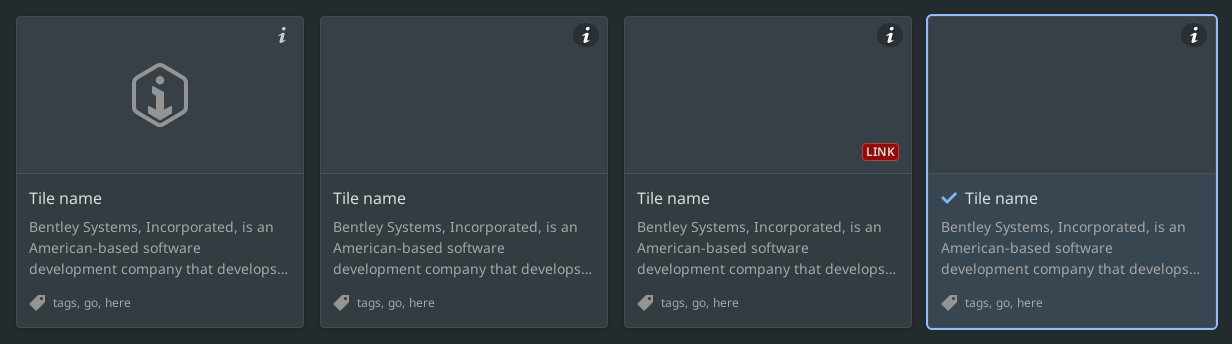 LINK
Tile name
Bentley Systems, Incorporated, is an
American-based software
development company that develops...
tags, go, here
Tile name
Bentley Systems, Incorporated, is an
American-based software
development company that develops...
tags, go, here
Tile name
Bentley Systems, Incorporated, is an
American-based software
development company that develops...
tags, go, here
Tile name
Bentley Systems, Incorporated, is an
American-based software
development company that develops...
tags, go, here